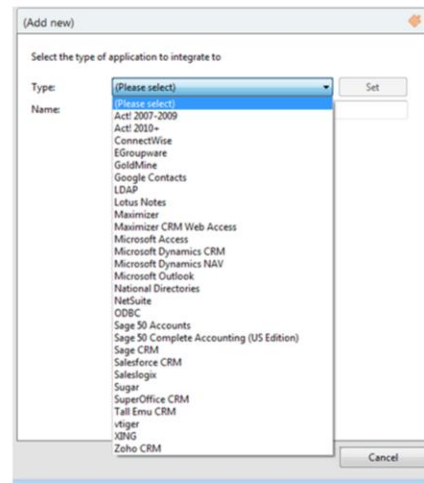 (Add new)
Select the type of application to integrate to
Type: (Please select) Set
Name: (Please select)
Act! 2007-2009
Act! 2010+
ConnectWise
EGroupware
GoldMine
Google Contacts
LDAP
Lotus Notes
Maximizer
Maximizer CRM Web Access
Microsoft Access
Microsoft Dynamics CRM
Microsoft Dynamics NAV
Microsoft Outlook
National Directories
NetSuite
ODBC
Sage 50 Accounts
Sage 50 Complete Accounting (US Edition)
Sage CRM
Salesforce CRM
Saleslogix
Sugar
SuperOffice CRM
Tall Emu CRM
vtiger
XING
Zoho CRM
Cancel